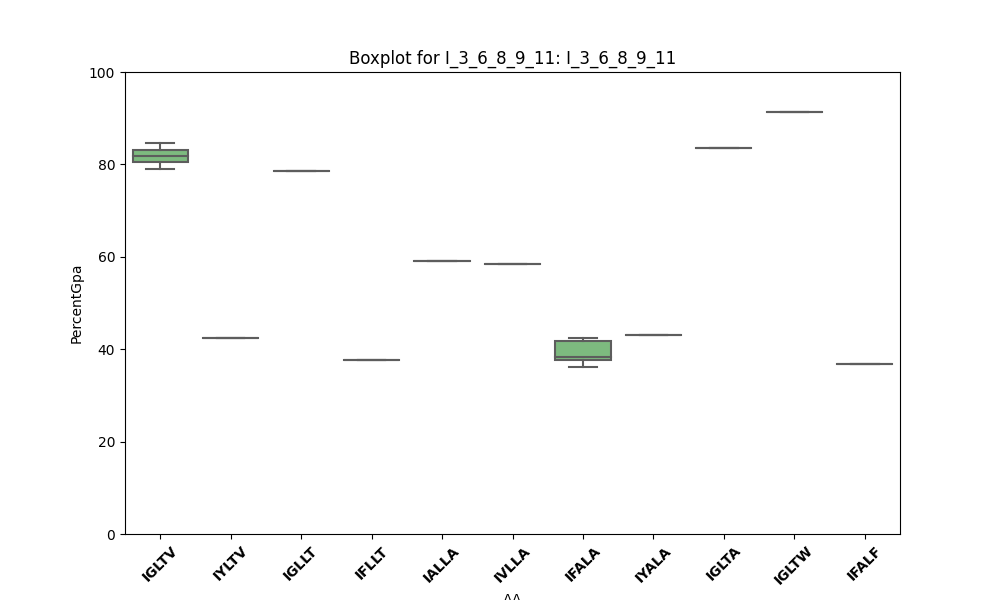 Boxplot for I_3_6_8_9_11: I_3_6_8_9_11
PercentGpa
100
80
60
40
20
0
IGLTV
IYLTV
IGLLT
IFLLT
IALLA
IVLLA
IFALA
IYALA
IGLTA
IGLTW
IFALF
AA